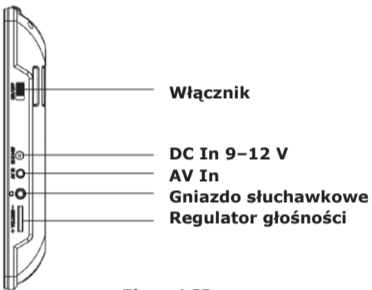 Włącznik
DC In 9–12 V
AV In
Gniazdo słuchawkowe
Regulator głośności